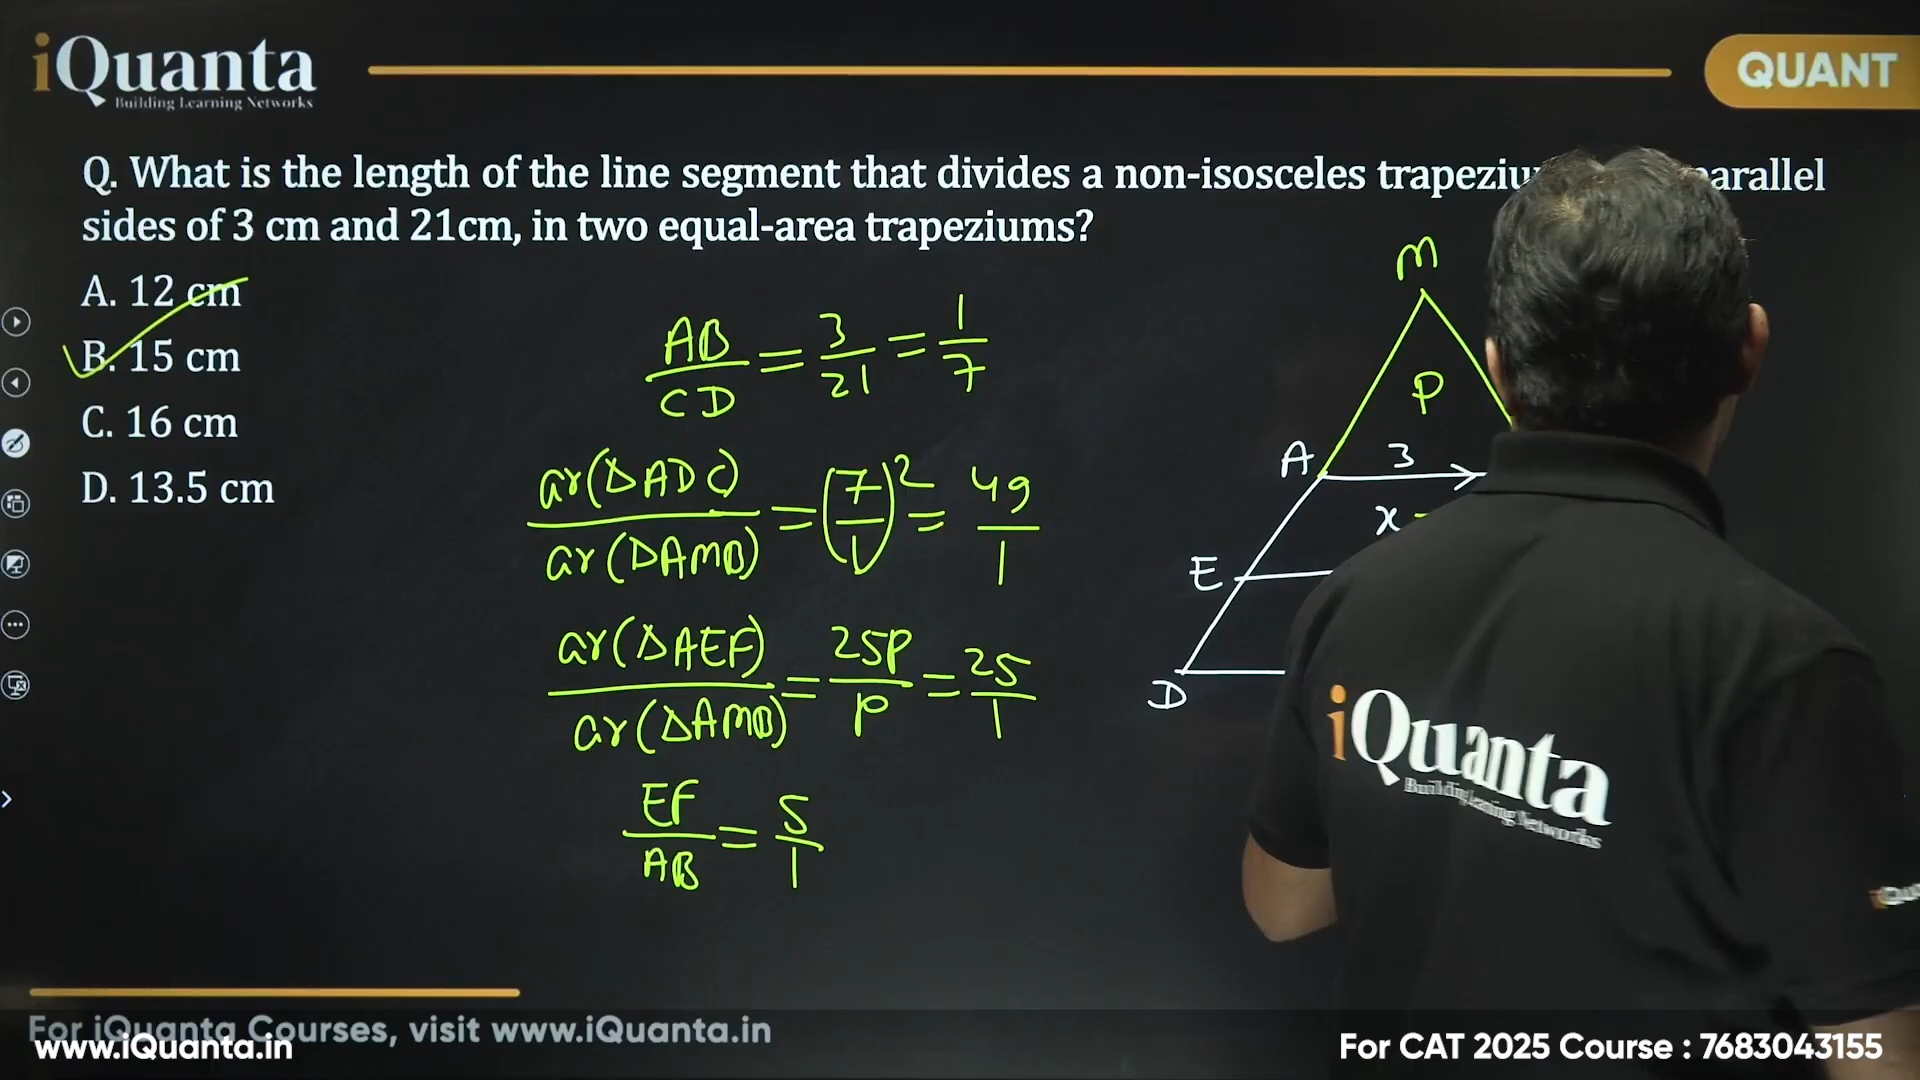 iQuanta
Building Learning Networks
QUANT
Q. What is the length of the line segment that divides a non-isosceles trapeziu arallel
sides of 3 cm and 21cm, in two equal-area trapeziums?
A. 12 cm
B. 15 cm
C. 16 cm
D. 13.5 cm
AB/CD = 3/21 = 1/7
ar(ΔADC)/ar(ΔAMB) = (7/1)² = 49/1
ar(ΔAEF)/ar(ΔAMB) = 25P/P = 25/1
EF/AB = 5/1
M
P
A 3
x
E
D
iQuanta
For iQuanta Courses, visit www.iQuanta.in
www.iQuanta.in
For CAT 2025 Course : 7683043155